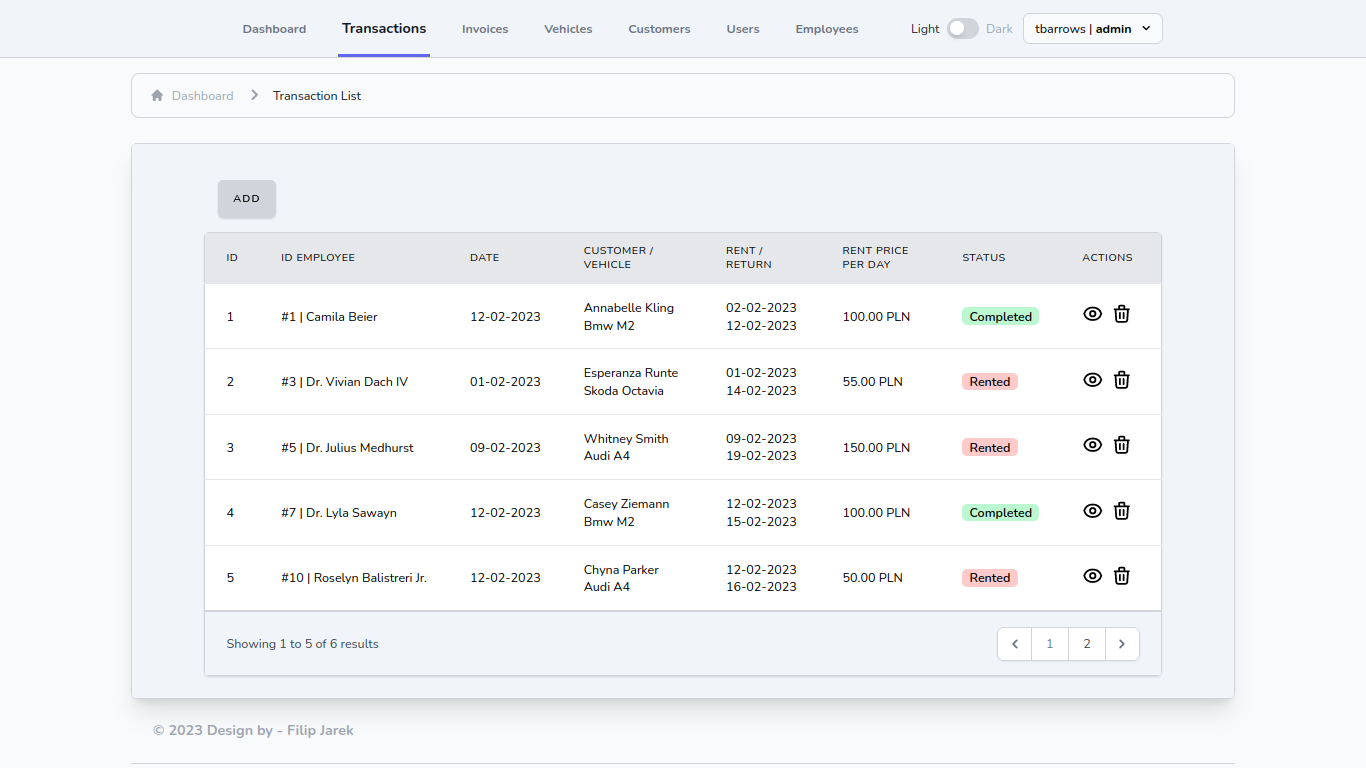 Dashboard Transactions Invoices Vehicles Customers Users Employees Light Dark tbarrows | admin
Dashboard Transaction List
ADD
ID ID EMPLOYEE DATE CUSTOMER / VEHICLE RENT / RETURN RENT PRICE PER DAY STATUS ACTIONS
1 #1 | Camila Beier 12-02-2023 Annabelle Kling Bmw M2 02-02-2023 12-02-2023 100.00 PLN Completed
2 #3 | Dr. Vivian Dach IV 01-02-2023 Esperanza Runte Skoda Octavia 01-02-2023 14-02-2023 55.00 PLN Rented
3 #5 | Dr. Julius Medhurst 09-02-2023 Whitney Smith Audi A4 09-02-2023 19-02-2023 150.00 PLN Rented
4 #7 | Dr. Lyla Sawayn 12-02-2023 Casey Ziemann Bmw M2 12-02-2023 15-02-2023 100.00 PLN Completed
5 #10 | Roselyn Balistreri Jr. 12-02-2023 Chyna Parker Audi A4 12-02-2023 16-02-2023 50.00 PLN Rented
Showing 1 to 5 of 6 results 1 2
© 2023 Design by - Filip Jarek